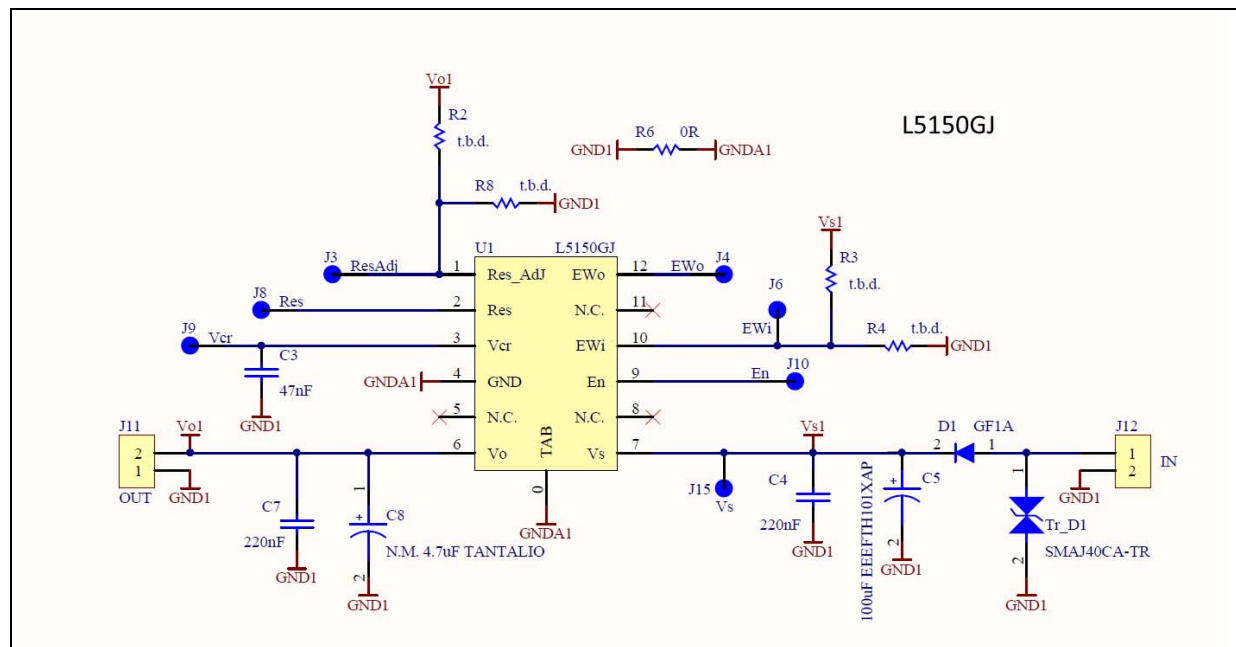 Vo1
R2
t.b.d.
R6 0R
GND1
GNDA1
L5150GJ
R8 t.b.d.
GND1
Vs1
U1 L5150GJ
R3
t.b.d.
J3
ResAdj
1 Res_AdJ
EWo 12
EWo
J4
J8
Res
2 Res
N.C. 11
J6
EWi
J9
Vcr
3 Vcr
EWi 10
R4 t.b.d.
GND1
C3
47nF
GND1
GNDA1
4 GND
En 9
En
J10
5 N.C.
N.C. 8
J11
2
1
OUT
GND1
Vo1
6 Vo
TAB
0
GNDA1
Vs 7
J15
Vs
Vs1
D1 GF1A
2 1
J12
1
2
IN
GND1
C7
220nF
GND1
1
+
C8
N.M. 4.7uF TANTALIO
2
GND1
C4
220nF
GND1
+
C5
100uF EEEFTH101XAP
2
GND1
1
Tr_D1
SMAJ40CA-TR
2
GND1